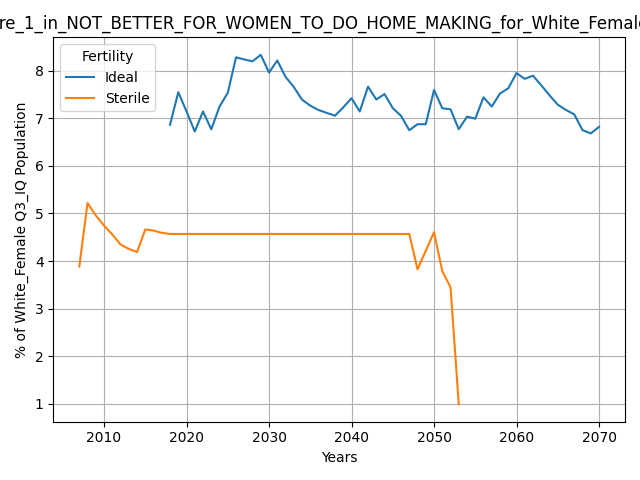 re_1_in_NOT_BETTER_FOR_WOMEN_TO_DO_HOME_MAKING_for_White_Female
Fertility
Ideal
Sterile
% of White_Female Q3_IQ Population
8
7
6
5
4
3
2
1
2010 2020 2030 2040 2050 2060 2070
Years